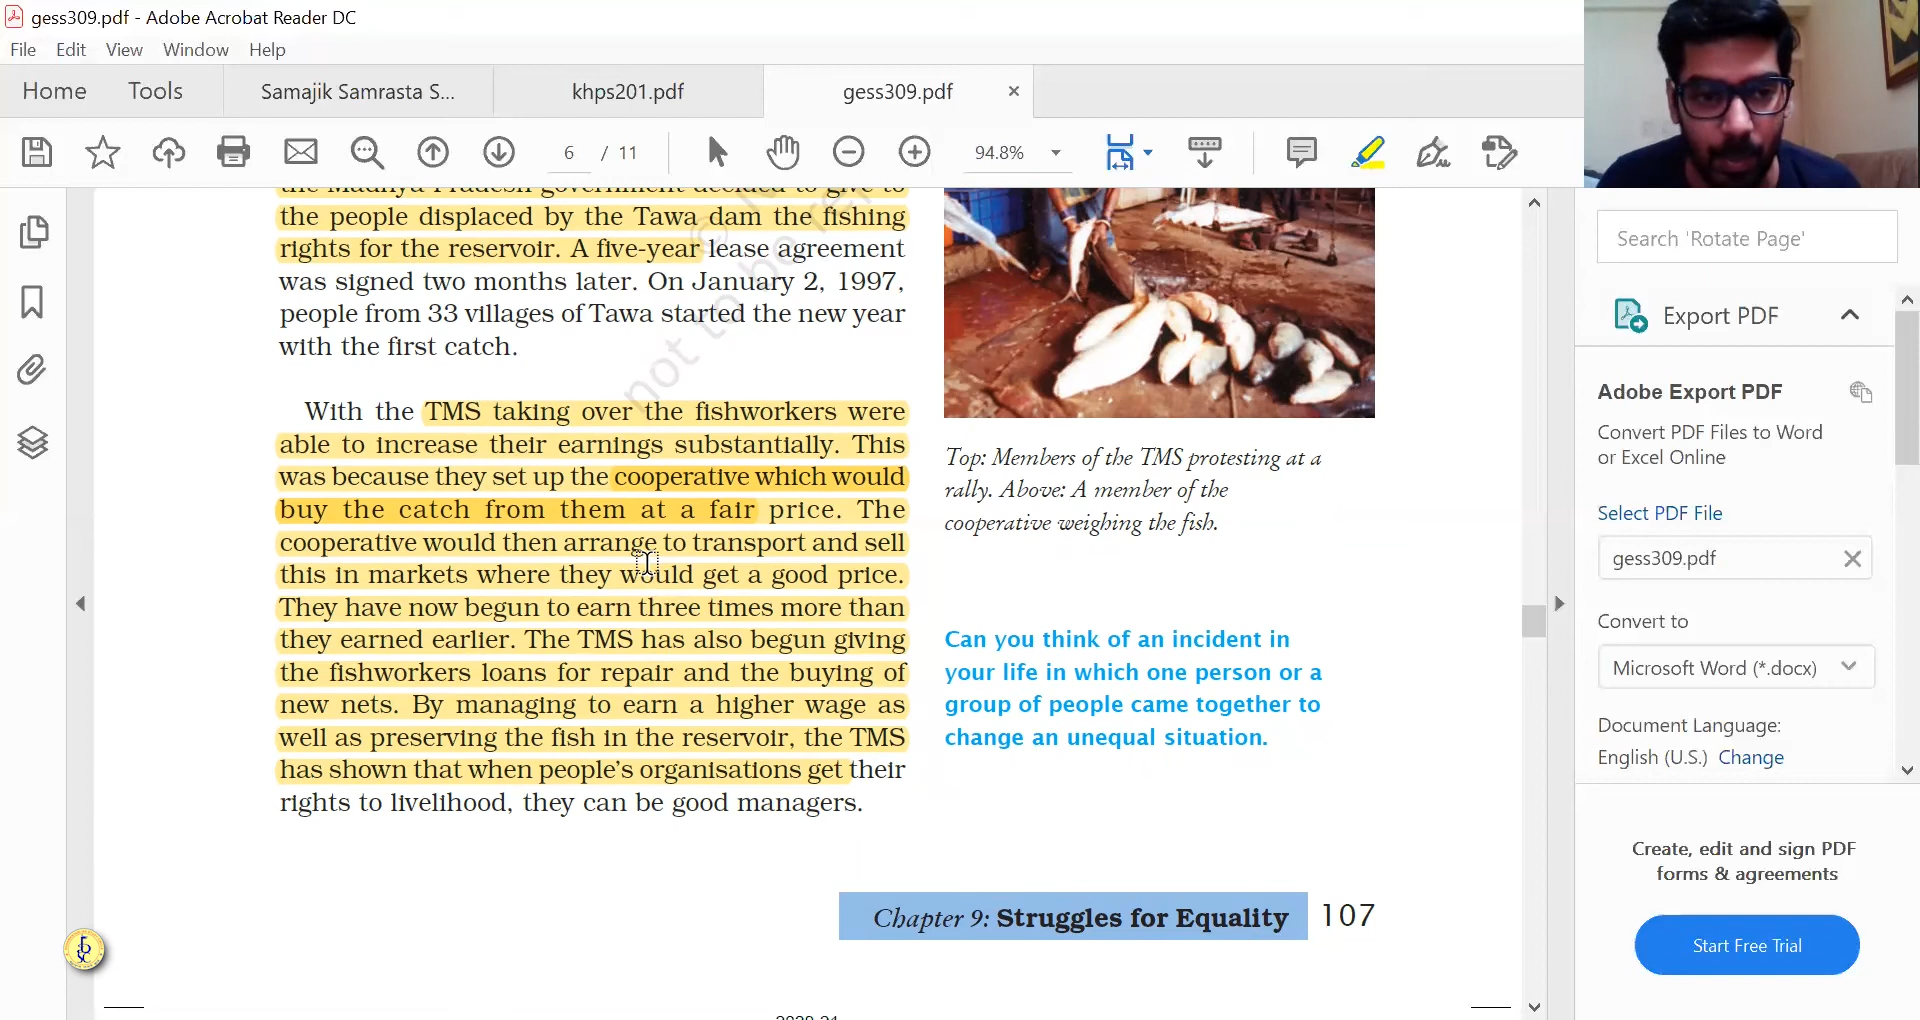 gess309.pdf - Adobe Acrobat Reader DC
File Edit View Window Help
Home Tools Samajik Samrasta S... khps201.pdf gess309.pdf ×
6 / 11 94.8%
the Madhya Pradesh government decided to give to
the people displaced by the Tawa dam the fishing
rights for the reservoir. A five-year lease agreement
was signed two months later. On January 2, 1997,
people from 33 villages of Tawa started the new year
with the first catch.
With the TMS taking over the fishworkers were
able to increase their earnings substantially. This
was because they set up the cooperative which would
buy the catch from them at a fair price. The
cooperative would then arrange to transport and sell
this in markets where they would get a good price.
They have now begun to earn three times more than
they earned earlier. The TMS has also begun giving
the fishworkers loans for repair and the buying of
new nets. By managing to earn a higher wage as
well as preserving the fish in the reservoir, the TMS
has shown that when people's organisations get their
rights to livelihood, they can be good managers.
not to be
Top: Members of the TMS protesting at a
rally. Above: A member of the
cooperative weighing the fish.
Can you think of an incident in
your life in which one person or a
group of people came together to
change an unequal situation.
Chapter 9: Struggles for Equality 107
Search 'Rotate Page'
Export PDF
Adobe Export PDF
Convert PDF Files to Word
or Excel Online
Select PDF File
gess309.pdf
Convert to
Microsoft Word (*.docx)
Document Language:
English (U.S.) Change
Create, edit and sign PDF
forms & agreements
Start Free Trial